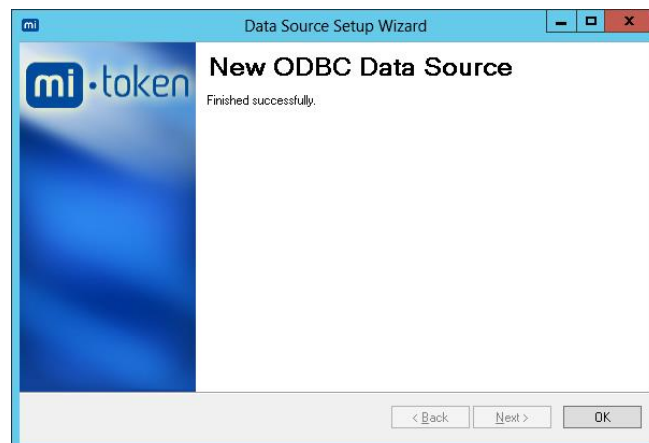 mi
Data Source Setup Wizard
mi·token
New ODBC Data Source
Finished successfully.
< Back
Next >
OK